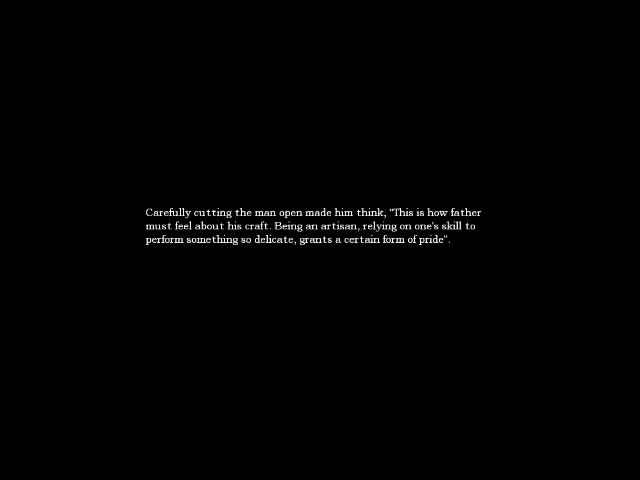 Carefully cutting the man open made him think, "This is how father
must feel about his craft. Being an artisan, relying on one's skill to
perform something so delicate, grants a certain form of pride".